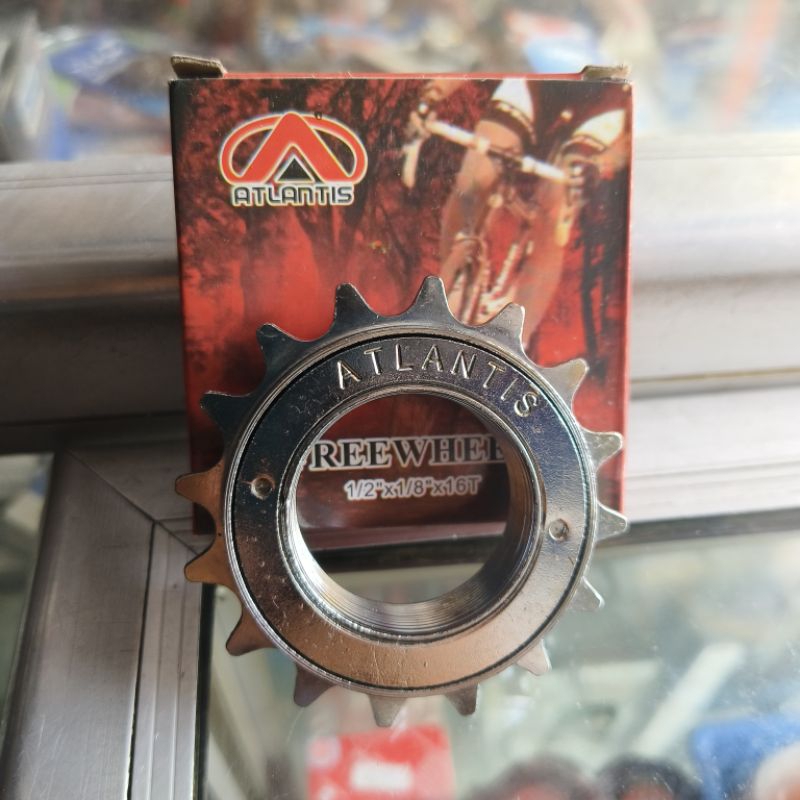 ATLANTIS
ATLANTIS
REEWHEE
1/2"x1/8"x16T